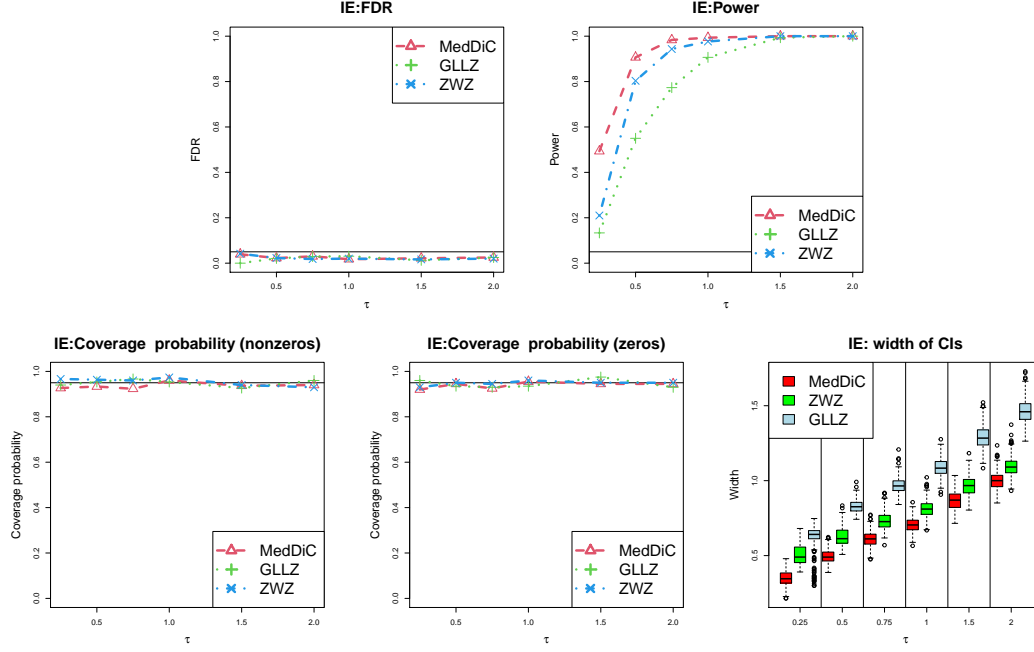 IE:FDR
IE:Power
MedDiC
GLLZ
ZWZ
FDR
0.0 0.2 0.4 0.6 0.8 1.0
0.5 1.0 1.5 2.0
τ
Power
0.0 0.2 0.4 0.6 0.8 1.0
MedDiC
GLLZ
ZWZ
0.5 1.0 1.5 2.0
τ
IE:Coverage probability (nonzeros)
IE:Coverage probability (zeros)
IE: width of CIs
Coverage probability
0.0 0.2 0.4 0.6 0.8 1.0
MedDiC
GLLZ
ZWZ
0.5 1.0 1.5 2.0
τ
Coverage probability
0.0 0.2 0.4 0.6 0.8 1.0
MedDiC
GLLZ
ZWZ
0.5 1.0 1.5 2.0
τ
Width
0.5 1.0 1.5
MedDiC
ZWZ
GLLZ
0.25 0.5 0.75 1 1.5 2
τ